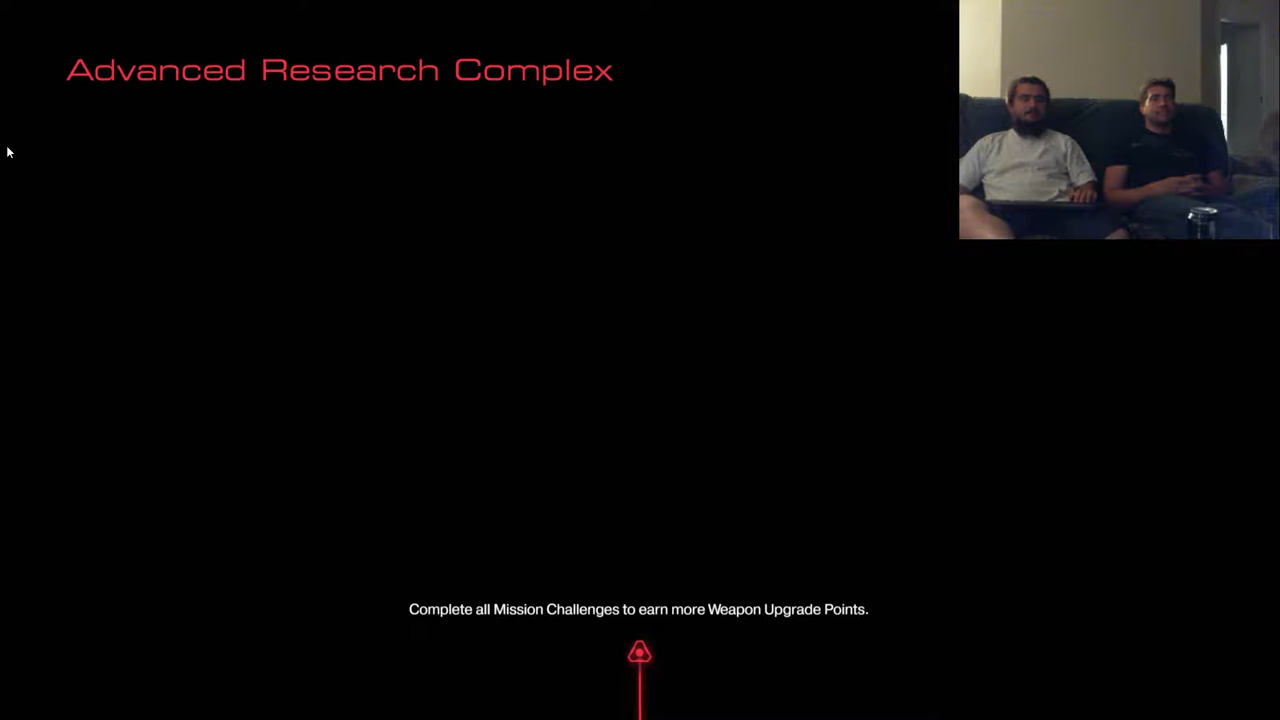 Advanced Research Complex
Complete all Mission Challenges to earn more Weapon Upgrade Points.